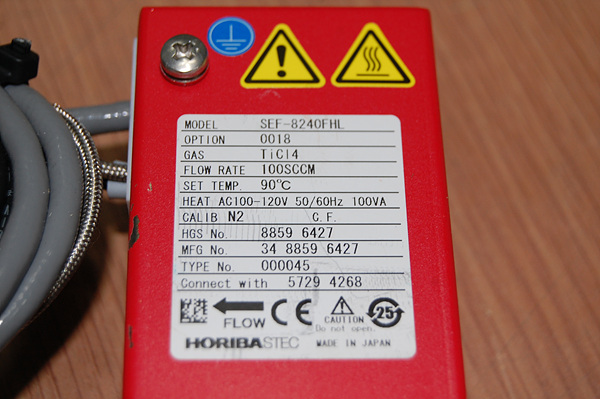 MODEL SEF-8240FHL
OPTION 0018
GAS TiCl4
FLOW RATE 100SCCM
SET TEMP. 90℃
HEAT AC100-120V 50/60Hz 100VA
CALIB N2 C.F.
HGS No. 8859 6427
MFG No. 34 8859 6427
TYPE No. 000045
Connect with 5729 4268
FLOW CE CAUTION 25
Do not open.
HORIBASTEC MADE IN JAPAN